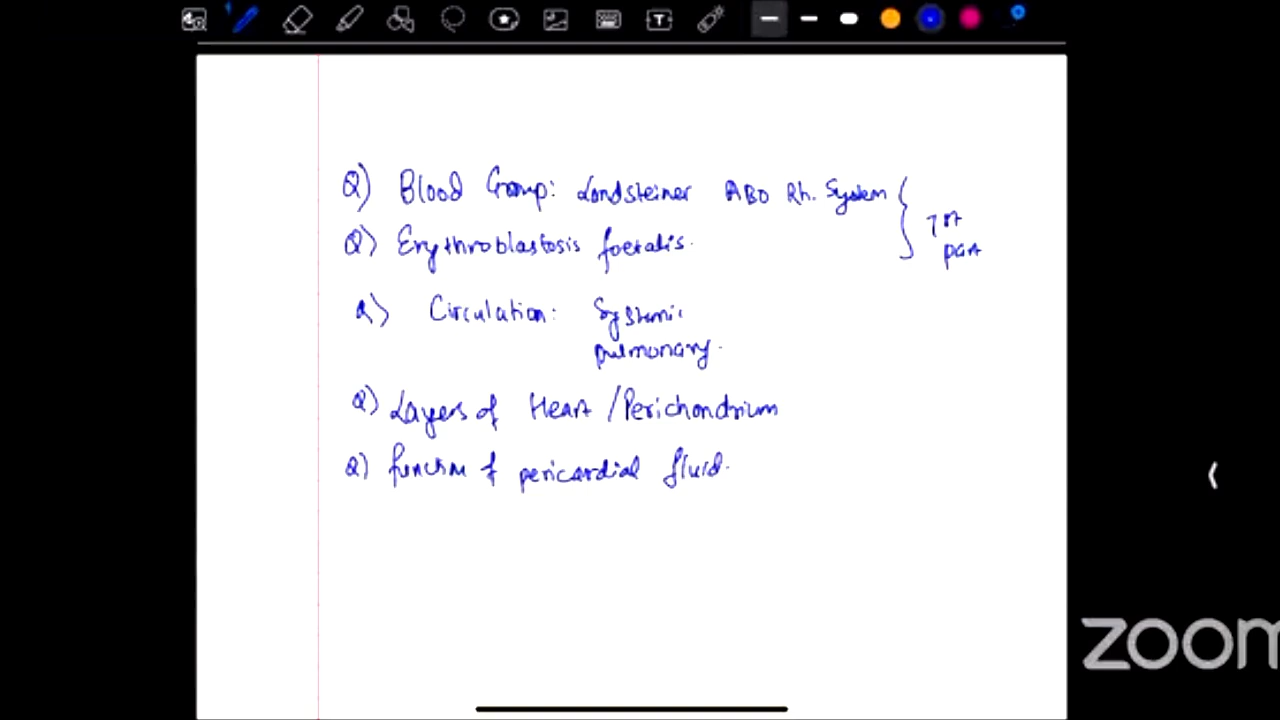 Q) Blood Group: Landsteiner ABO Rh. System
Q) Erythroblastosis foetalis.
1st part
Q) Circulation: Systemic
pulmonary.
Q) Layers of Heart / Perichondrium
Q) function of pericardial fluid.
zoom